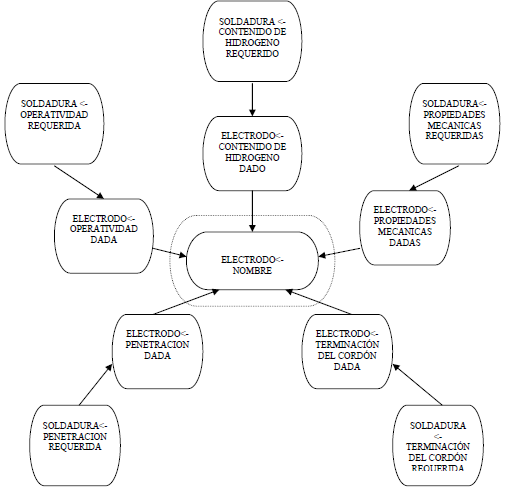 SOLDADURA <-
CONTENIDO DE
HIDROGENO
REQUERIDO
SOLDADURA <-
OPERATIVIDAD
REQUERIDA
SOLDADURA<-
PROPIEDADES
MECANICAS
REQUERIDAS
ELECTRODO<-
CONTENIDO DE
HIDROGENO
DADO
ELECTRODO<-
OPERATIVIDAD
DADA
ELECTRODO<-
PROPIEDADES
MECANICAS
DADAS
ELECTRODO<-
NOMBRE
ELECTRODO<-
PENETRACION
DADA
ELECTRODO<-
TERMINACIÓN
DEL CORDÓN
DADA
SOLDADURA<-
PENETRACION
REQUERIDA
SOLDADURA
<-
TERMINACIÓN
DEL CORDÓN
REQUERIDA